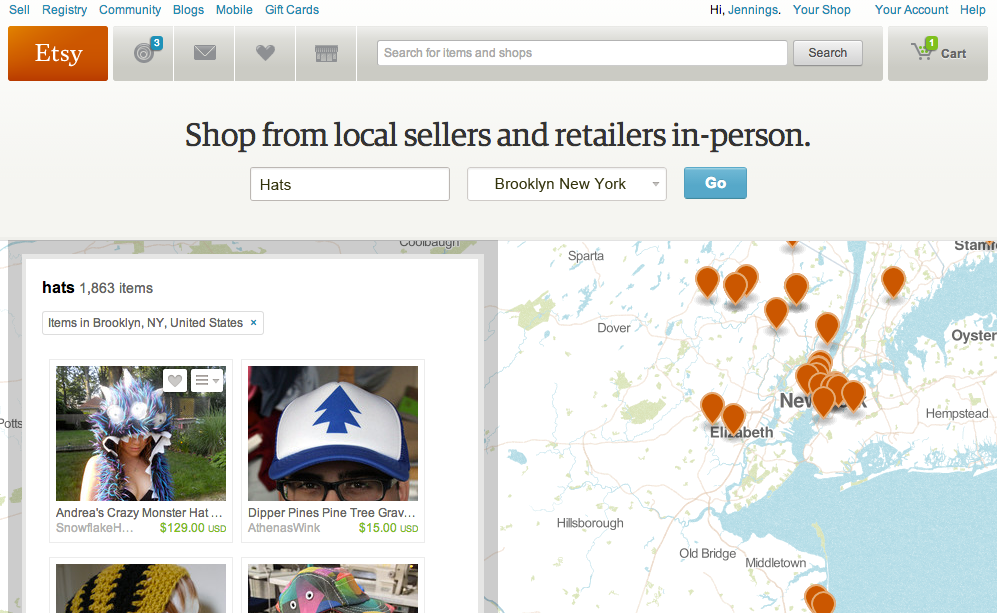 Sell Registry Community Blogs Mobile Gift Cards Hi, Jennings. Your Shop Your Account Help
Etsy 3 Search for items and shops Search 1 Cart
Shop from local sellers and retailers in-person.
Hats Brooklyn New York Go
Coolbaugh
hats 1,863 items
Items in Brooklyn, NY, United States ×
Andrea's Crazy Monster Hat ...
SnowflakeH... $129.00 USD
Dipper Pines Pine Tree Grav...
AthenasWink $15.00 USD
Potts
Sparta
Stamf
Dover
Oyster
New
Hempstead
Elizabeth
Hillsborough
Old Bridge
Middletown